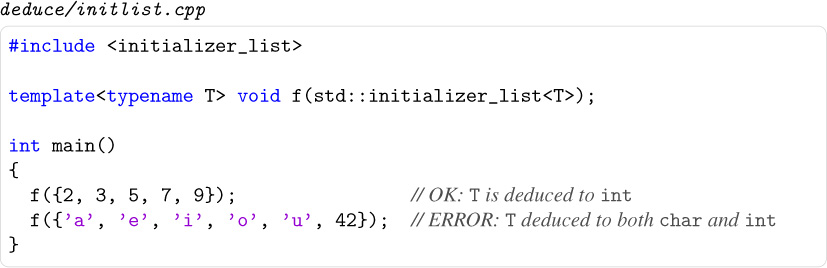 deduce/initlist.cpp
#include <initializer_list>
template<typename T> void f(std::initializer_list<T>);
int main()
{
f({2, 3, 5, 7, 9}); // OK: T is deduced to int
f({’a’, ’e’, ’i’, ’o’, ’u’, 42}); // ERROR: T deduced to both char and int
}